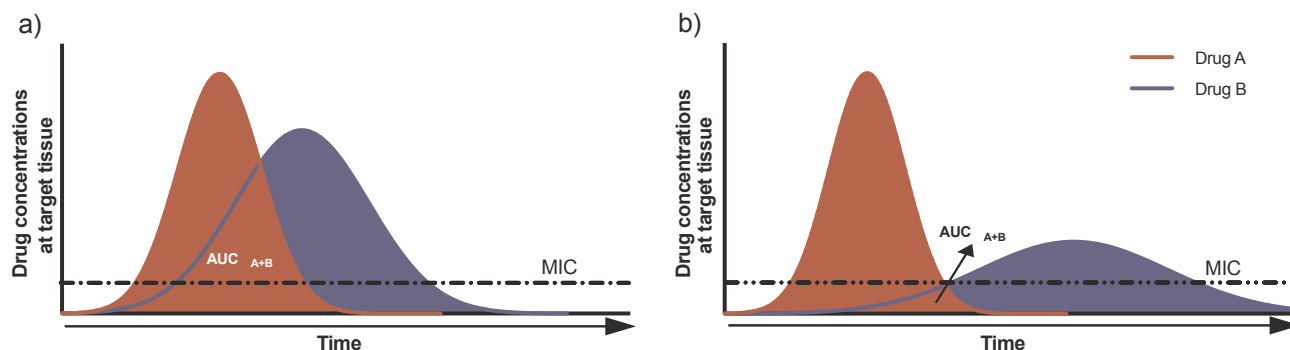 a)
Drug concentrations
at target tissue
AUC A+B
MIC
Time
b)
Drug A
Drug B
Drug concentrations
at target tissue
AUC A+B
MIC
Time